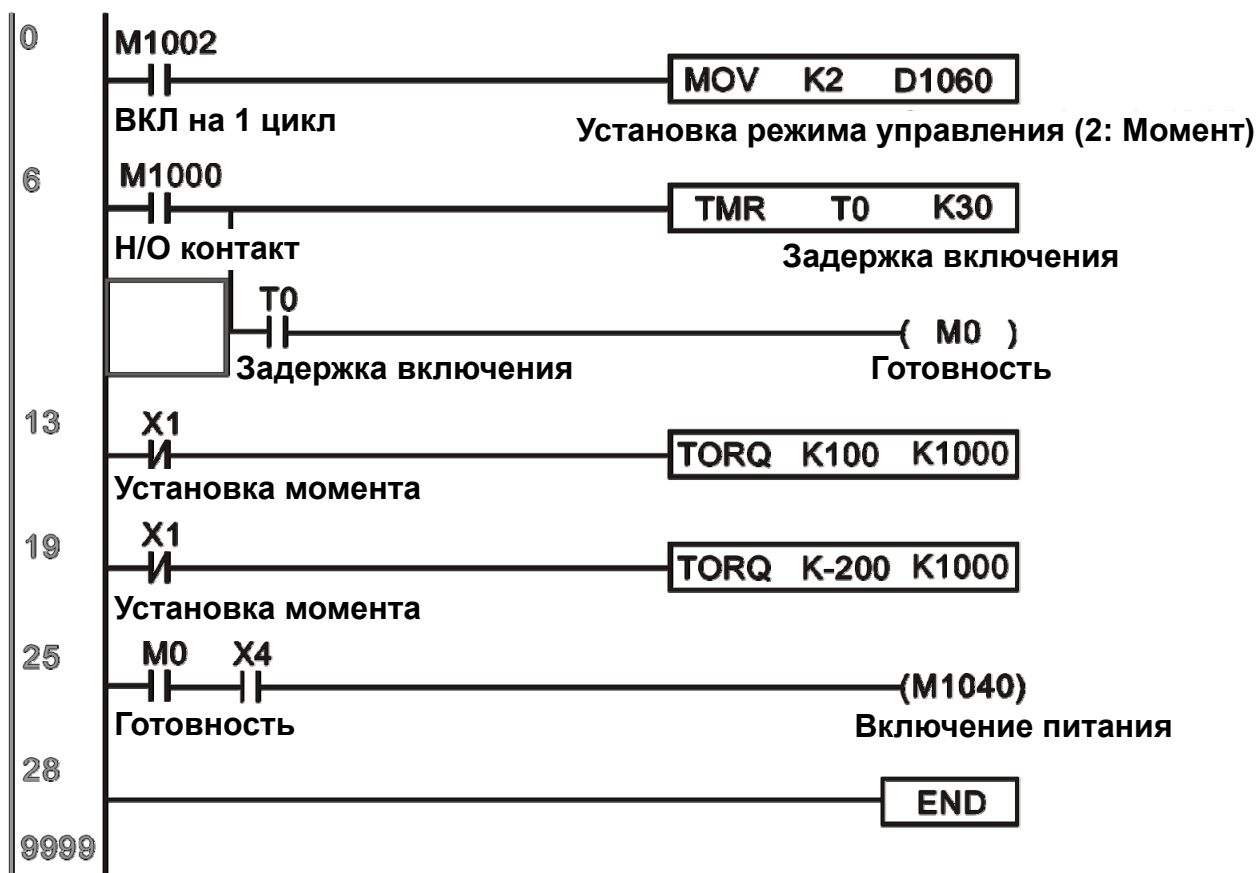 0
M1002
MOV K2 D1060
ВКЛ на 1 цикл
Установка режима управления (2: Момент)
6
M1000
TMR T0 K30
Н/О контакт
Задержка включения
T0
( M0 )
Задержка включения
Готовность
13
X1
TORQ K100 K1000
Установка момента
19
X1
TORQ K-200 K1000
Установка момента
25
M0 X4
(M1040)
Готовность
Включение питания
28
END
9999